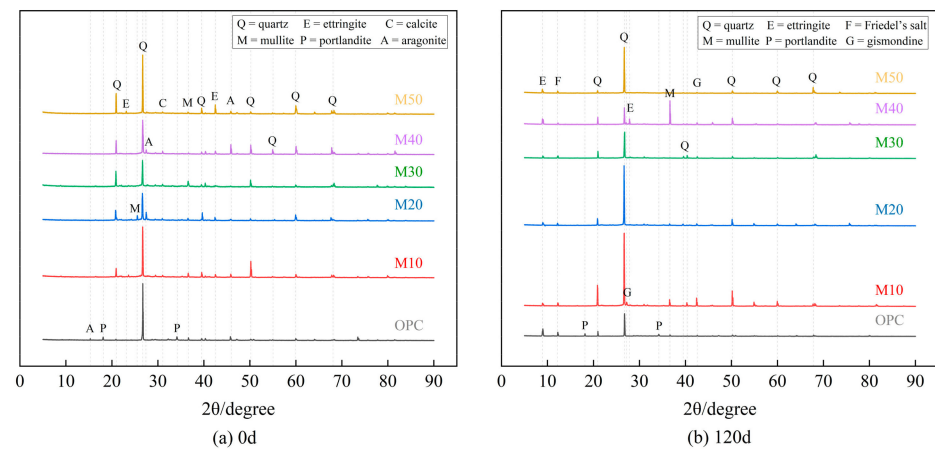 Q = quartz E = ettringite C = calcite
M = mullite P = portlandite A = aragonite
Q
Q
E
C
M
Q
E
A
Q
Q
Q
M50
A
Q
M40
M30
M
M20
M10
A
P
P
OPC
0 10 20 30 40 50 60 70 80 90
2θ/degree
(a) 0d
Q = quartz E = ettringite F = Friedel's salt
M = mullite P = portlandite G = gismondine
Q
E
F
Q
G
Q
Q
Q
M50
E
M
M40
Q
M30
M20
G
M10
P
P
OPC
0 10 20 30 40 50 60 70 80 90
2θ/degree
(b) 120d